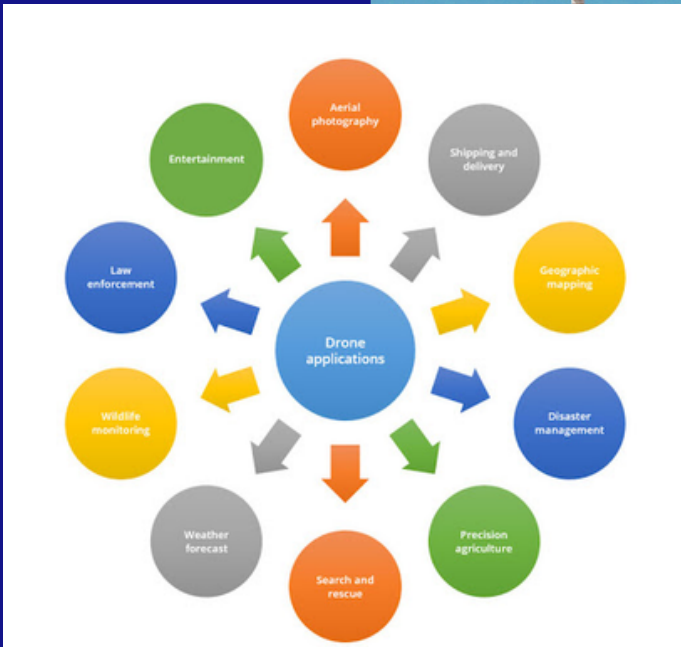 Aerial
photography
Shipping and
delivery
Geographic
mapping
Disaster
management
Precision
agriculture
Search and
rescue
Weather
forecast
Wildlife
monitoring
Law
enforcement
Entertainment
Drone
applications